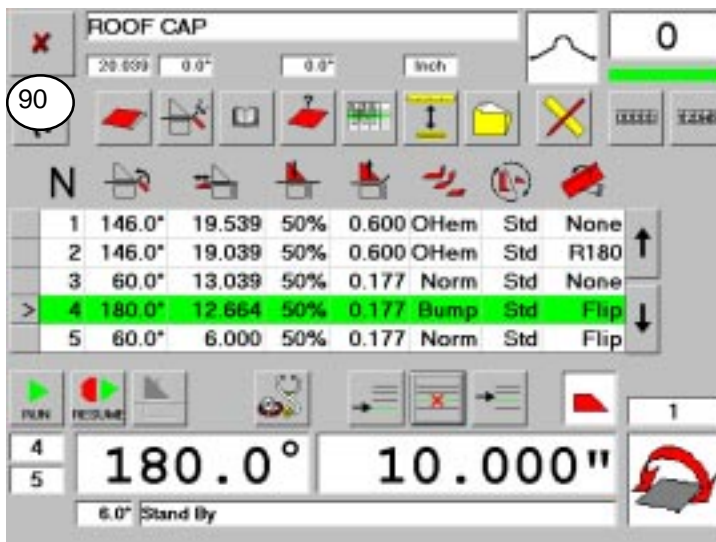 ROOF CAP
0
20.039 0.0° 0.0° Inch
90
N
1 146.0° 19.539 50% 0.600 OHem Std None
2 146.0° 19.039 50% 0.600 OHem Std R180
3 60.0° 13.039 50% 0.177 Norm Std None
> 4 180.0° 12.664 50% 0.177 Bump Std Flip
5 60.0° 6.000 50% 0.177 Norm Std Flip
RUN RESUME
1
4
5
180.0° 10.000"
6.0° Stand By